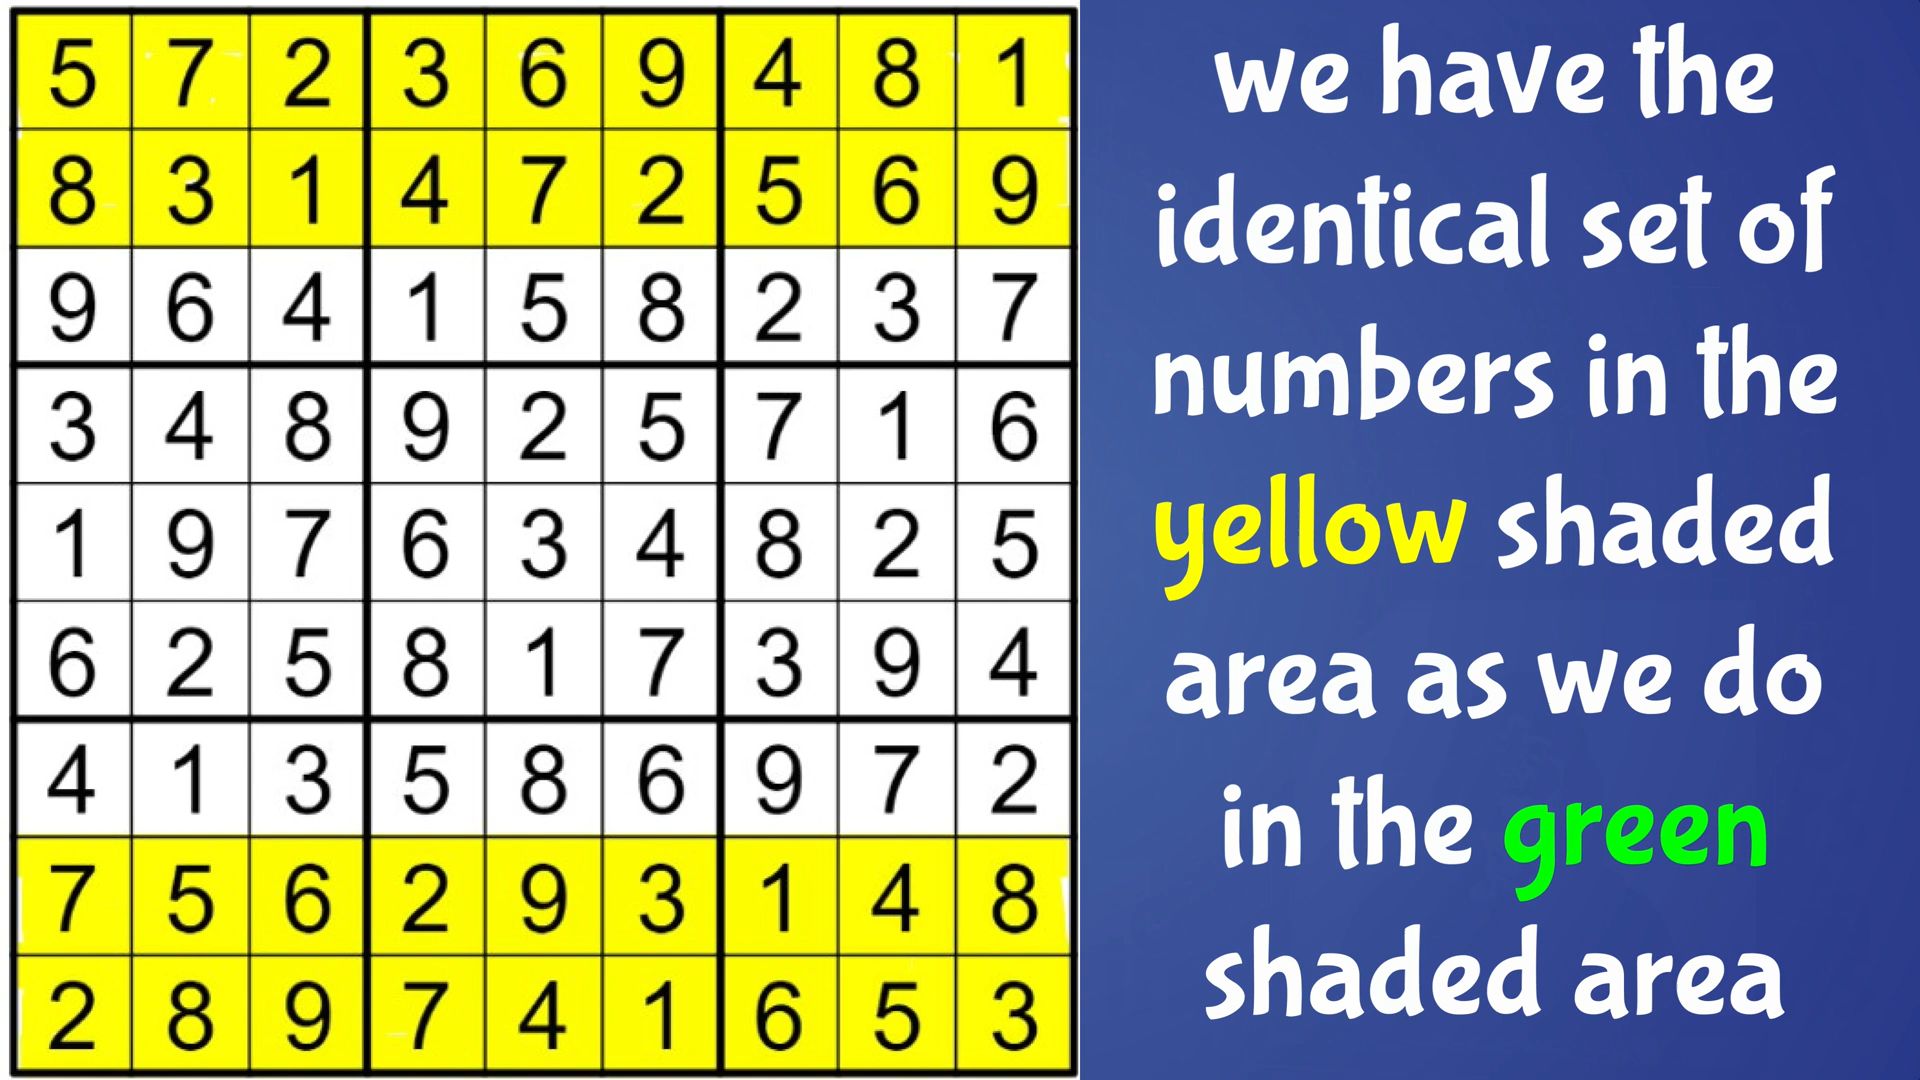 5 7 2 3 6 9 4 8 1
8 3 1 4 7 2 5 6 9
9 6 4 1 5 8 2 3 7
3 4 8 9 2 5 7 1 6
1 9 7 6 3 4 8 2 5
6 2 5 8 1 7 3 9 4
4 1 3 5 8 6 9 7 2
7 5 6 2 9 3 1 4 8
2 8 9 7 4 1 6 5 3
we have the
identical set of
numbers in the
yellow shaded
area as we do
in the green
shaded area